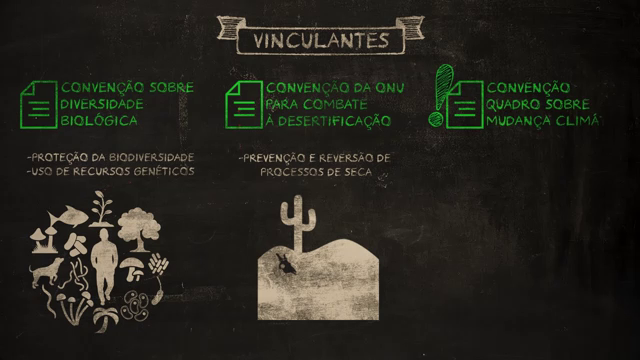 VINCULANTES
CONVENÇÃO SOBRE
DIVERSIDADE
BIOLÓGICA
CONVENÇÃO DA ONU
PARA COMBATE
À DESERTIFICAÇÃO
CONVENÇÃO
QUADRO SOBRE
MUDANÇA CLIMÁ
-PROTEÇÃO DA BIODIVERSIDADE
-USO DE RECURSOS GENÉTICOS
-PREVENÇÃO E REVERSÃO DE
PROCESSOS DE SECA